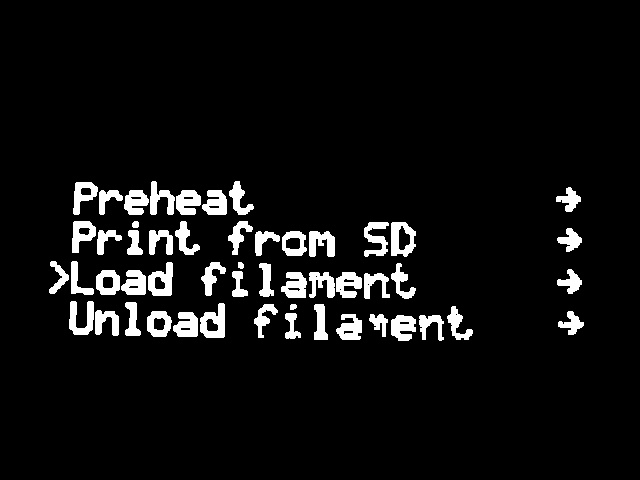 Preheat →
Print from SD →
>Load filament →
Unload filament →